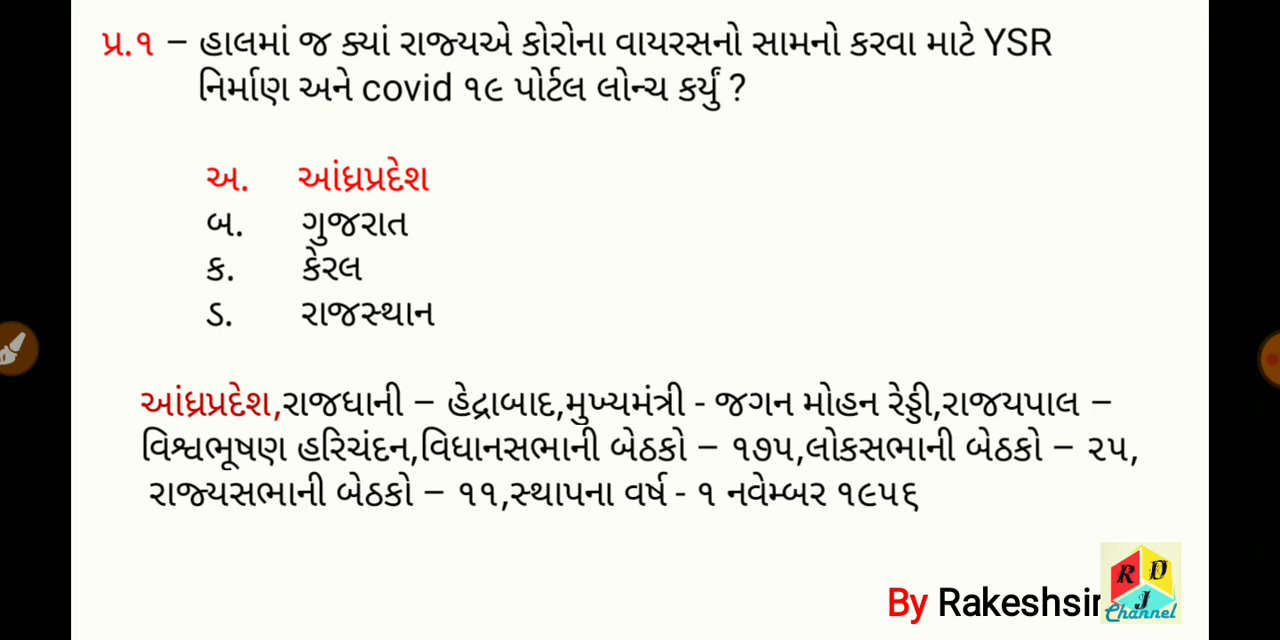 પ્ર.૧ – હાલમાં જ ક્યાં રાજ્યએ કોરોના વાયરસનો સામનો કરવા માટે YSR
નિર્માણ અને covid ૧૯ પોર્ટલ લોન્ચ કર્યું ?
અ. આંધ્રપ્રદેશ
બ. ગુજરાત
ક. કેરલ
ડ. રાજસ્થાન
આંધ્રપ્રદેશ,રાજધાની – હેદ્રાબાદ,મુખ્યમંત્રી - જગન મોહન રેડ્ડી,રાજયપાલ –
વિશ્વભૂષણ હરિચંદન,વિધાનસભાની બેઠકો – ૧૭૫,લોકસભાની બેઠકો – ૨૫,
રાજ્યસભાની બેઠકો – ૧૧,સ્થાપના વર્ષ - ૧ નવેમ્બર ૧૯૫૬
By Rakeshsir
R D
J
Channel